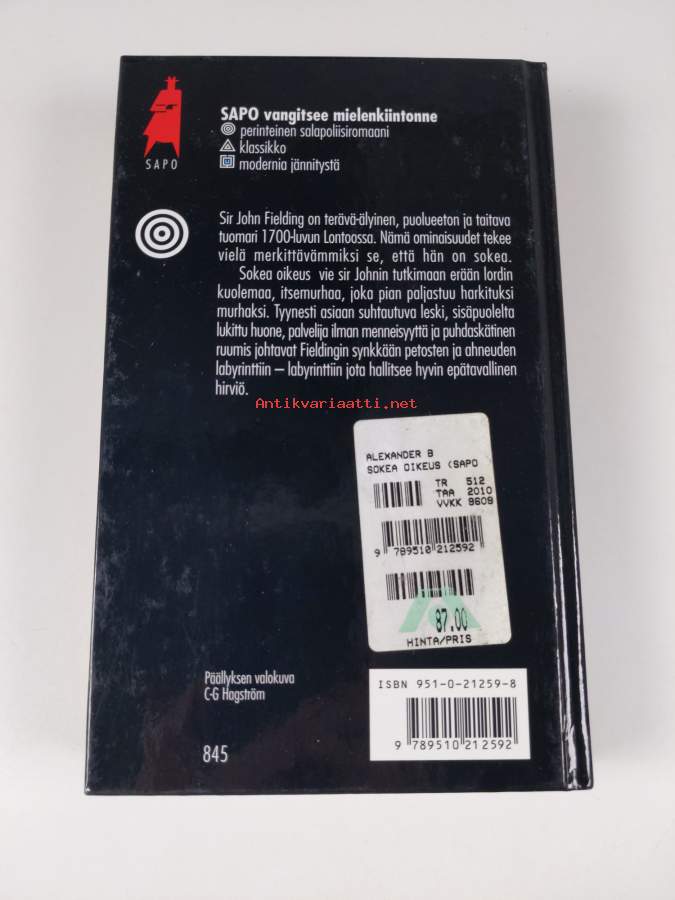 SAPO
SAPO vangitsee mielenkiintonne
perinteinen salapoliisiromaani
klassikko
modernia jännitystä
Sir John Fielding on terävä-älyinen, puolueeton ja taitava
tuomari 1700-luvun Lontoossa. Nämä ominaisuudet tekee
vielä merkittävämmiksi se, että hän on sokea.
Sokea oikeus vie sir Johnin tutkimaan erään lordin
kuolemaa, itsemurhaa, joka pian paljastuu harkituksi
murhaksi. Tyynesti asiaan suhtautuva leski, sisäpuolelta
lukittu huone, palvelija ilman menneisyyttä ja puhdaskätinen
ruumis johtavat Fieldingin synkkään petosten ja ahneuden
labyrinttiin – labyrinttiin jota hallitsee hyvin epätavallinen
hirviö.
Antikvariaatti.net
ALEXANDER B
SOKEA OIKEUS (SAPO
TR 512
TAA 2010
VVKK 9609
9 789510 212592
87.00
HINTA/PRIS
Päällyksen valokuva
C-G Hagström
ISBN 951-0-21259-8
9 789510 212592
845